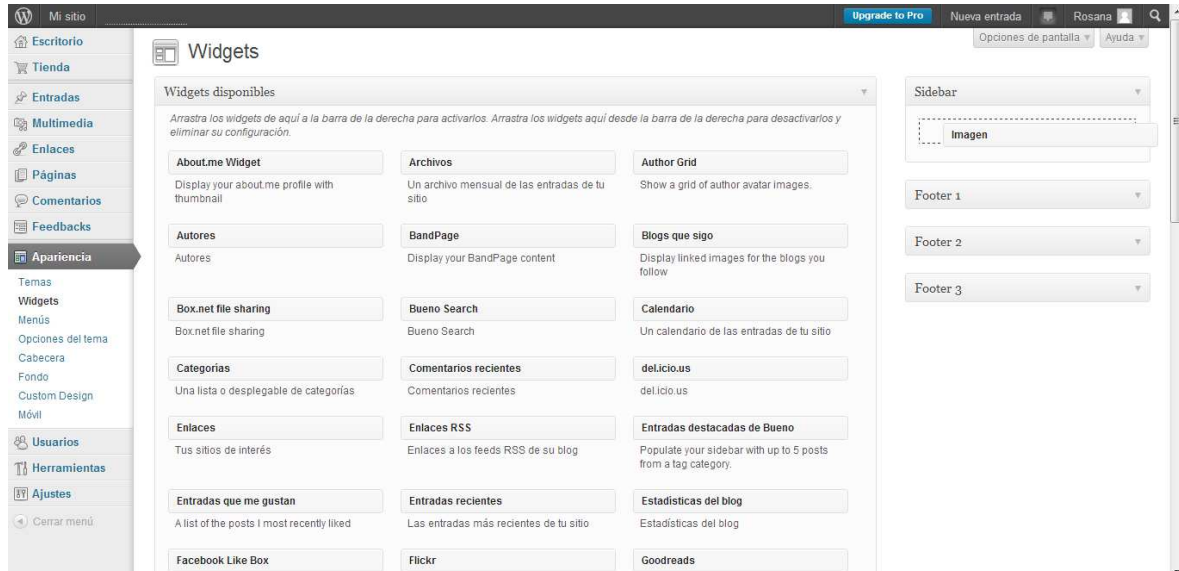 Mi sitio
Upgrade to Pro
Nueva entrada
Rosana
Opciones de pantalla
Ayuda
Escritorio
Tienda
Entradas
Multimedia
Enlaces
Páginas
Comentarios
Feedbacks
Apariencia
Temas
Widgets
Menús
Opciones del tema
Cabecera
Fondo
Custom Design
Móvil
Usuarios
Herramientas
Ajustes
Cerrar menú
Widgets
Widgets disponibles
Arrastra los widgets de aquí a la barra de la derecha para activarlos. Arrastra los widgets aquí desde la barra de la derecha para desactivarlos y
eliminar su configuración.
About.me Widget
Display your about.me profile with
thumbnail
Archivos
Un archivo mensual de las entradas de tu
sitio
Author Grid
Show a grid of author avatar images.
Autores
Autores
BandPage
Display your BandPage content
Blogs que sigo
Display linked images for the blogs you
follow
Box.net file sharing
Box.net file sharing
Bueno Search
Bueno Search
Calendario
Un calendario de las entradas de tu sitio
Categorías
Una lista o desplegable de categorías
Comentarios recientes
Comentarios recientes
del.icio.us
del.icio.us
Enlaces
Tus sitios de interés
Enlaces RSS
Enlaces a los feeds RSS de su blog
Entradas destacadas de Bueno
Populate your sidebar with up to 5 posts
from a tag category.
Entradas que me gustan
A list of the posts I most recently liked
Entradas recientes
Las entradas más recientes de tu sitio
Estadísticas del blog
Estadísticas del blog
Facebook Like Box
Flickr
Goodreads
Sidebar
Imagen
Footer 1
Footer 2
Footer 3